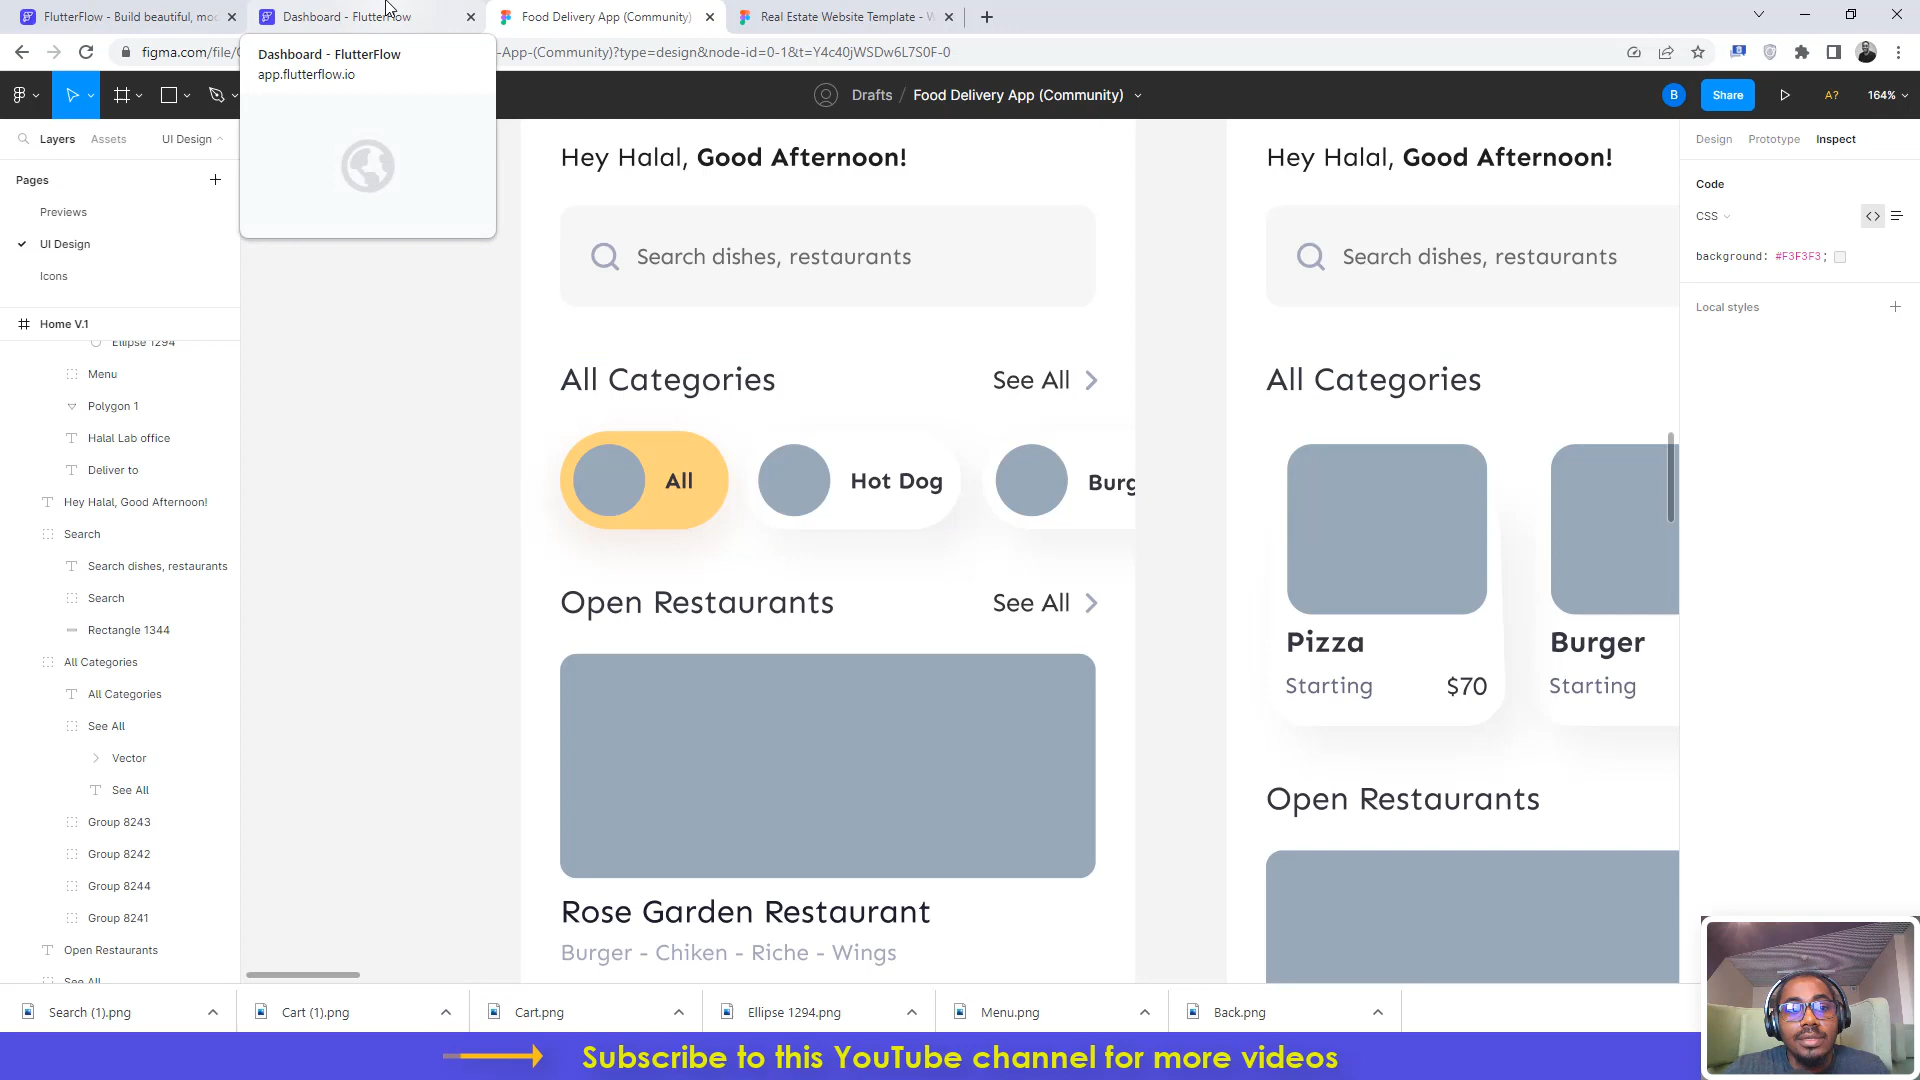 FlutterFlow - Build beautiful, mo
Dashboard - FlutterFlow
Food Delivery App (Community)
Real Estate Website Template - W
figma.com/file/
-App-(Community)?type=design&node-id=0-1&t=Y4c40jWSDw6L7S0F-0
Dashboard - FlutterFlow
app.flutterflow.io
Drafts / Food Delivery App (Community)
B
Share
A?
164%
Layers
Assets
UI Design
Design
Prototype
Inspect
Pages
Previews
UI Design
Icons
Home V.1
Ellipse 1294
Menu
Polygon 1
Halal Lab office
Deliver to
Hey Halal, Good Afternoon!
Search
Search dishes, restaurants
Search
Rectangle 1344
All Categories
All Categories
See All
Vector
See All
Group 8243
Group 8242
Group 8244
Group 8241
Open Restaurants
See All
Hey Halal, Good Afternoon!
Search dishes, restaurants
All Categories
See All
All
Hot Dog
Burg
Open Restaurants
See All
Rose Garden Restaurant
Burger - Chiken - Riche - Wings
Hey Halal, Good Afternoon!
Search dishes, restaurants
All Categories
Pizza
Starting
$70
Burger
Starting
Open Restaurants
Code
CSS
background: #F3F3F3;
Local styles
Search (1).png
Cart (1).png
Cart.png
Ellipse 1294.png
Menu.png
Back.png
Subscribe to this YouTube channel for more videos